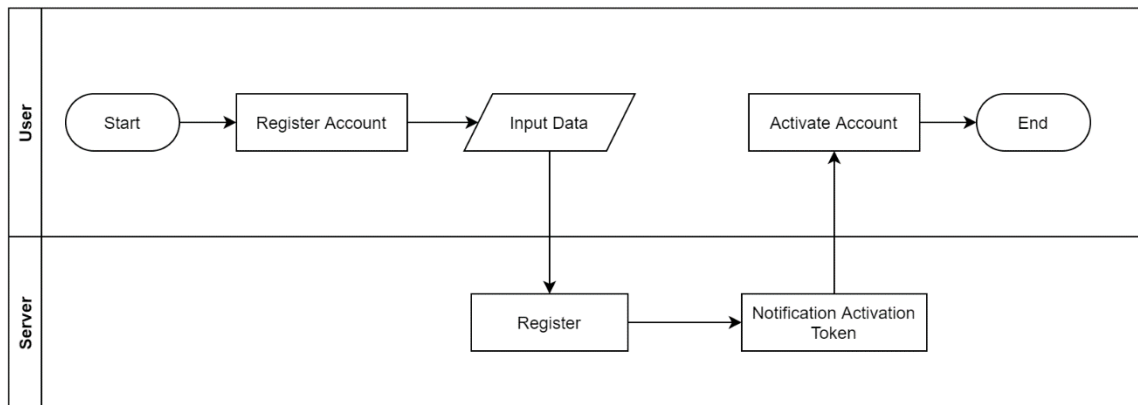 User
Start
Register Account
Input Data
Activate Account
End
Server
Register
Notification Activation
Token